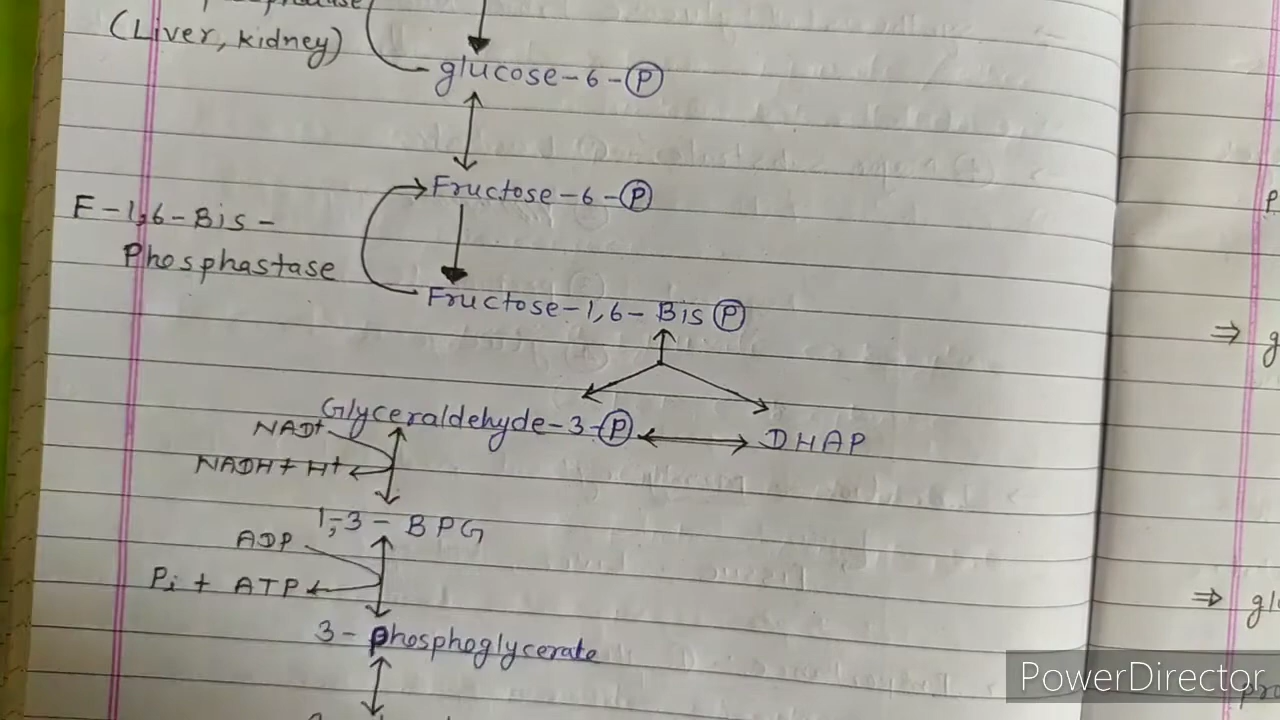 (Liver, kidney)
glucose-6-Ⓟ
Fructose-6-Ⓟ
F-1,6-Bis-
Phosphastase
Fructose-1,6-BisⓅ
Glyceraldehyde-3-Ⓟ
DHAP
NAD+
NADH + H+
1,3-BPG
ADP
Pi + ATP
3-phosphoglycerate
PowerDirector